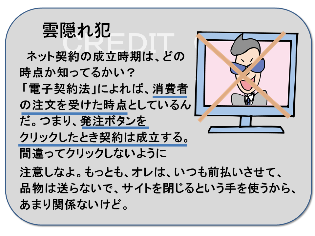 雲隠れ犯
CREDIT
ネット契約の成立時期は、どの
時点か知ってるかい？
「電子契約法」によれば、消費者
の注文を受けた時点としているん
だ。つまり、発注ボタンを
クリックしたとき契約は成立する。
間違ってクリックしないように
注意しなよ。もっとも、オレは、いつも前払いさせて、
品物は送らないで、サイトを閉じるという手を使うから、
あまり関係ないけど。